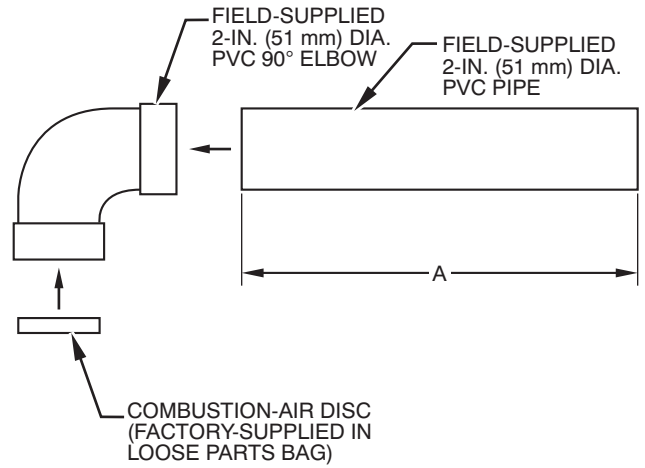 FIELD-SUPPLIED
2-IN. (51 mm) DIA.
PVC 90° ELBOW
FIELD-SUPPLIED
2-IN. (51 mm) DIA.
PVC PIPE
A
COMBUSTION-AIR DISC
(FACTORY-SUPPLIED IN
LOOSE PARTS BAG)